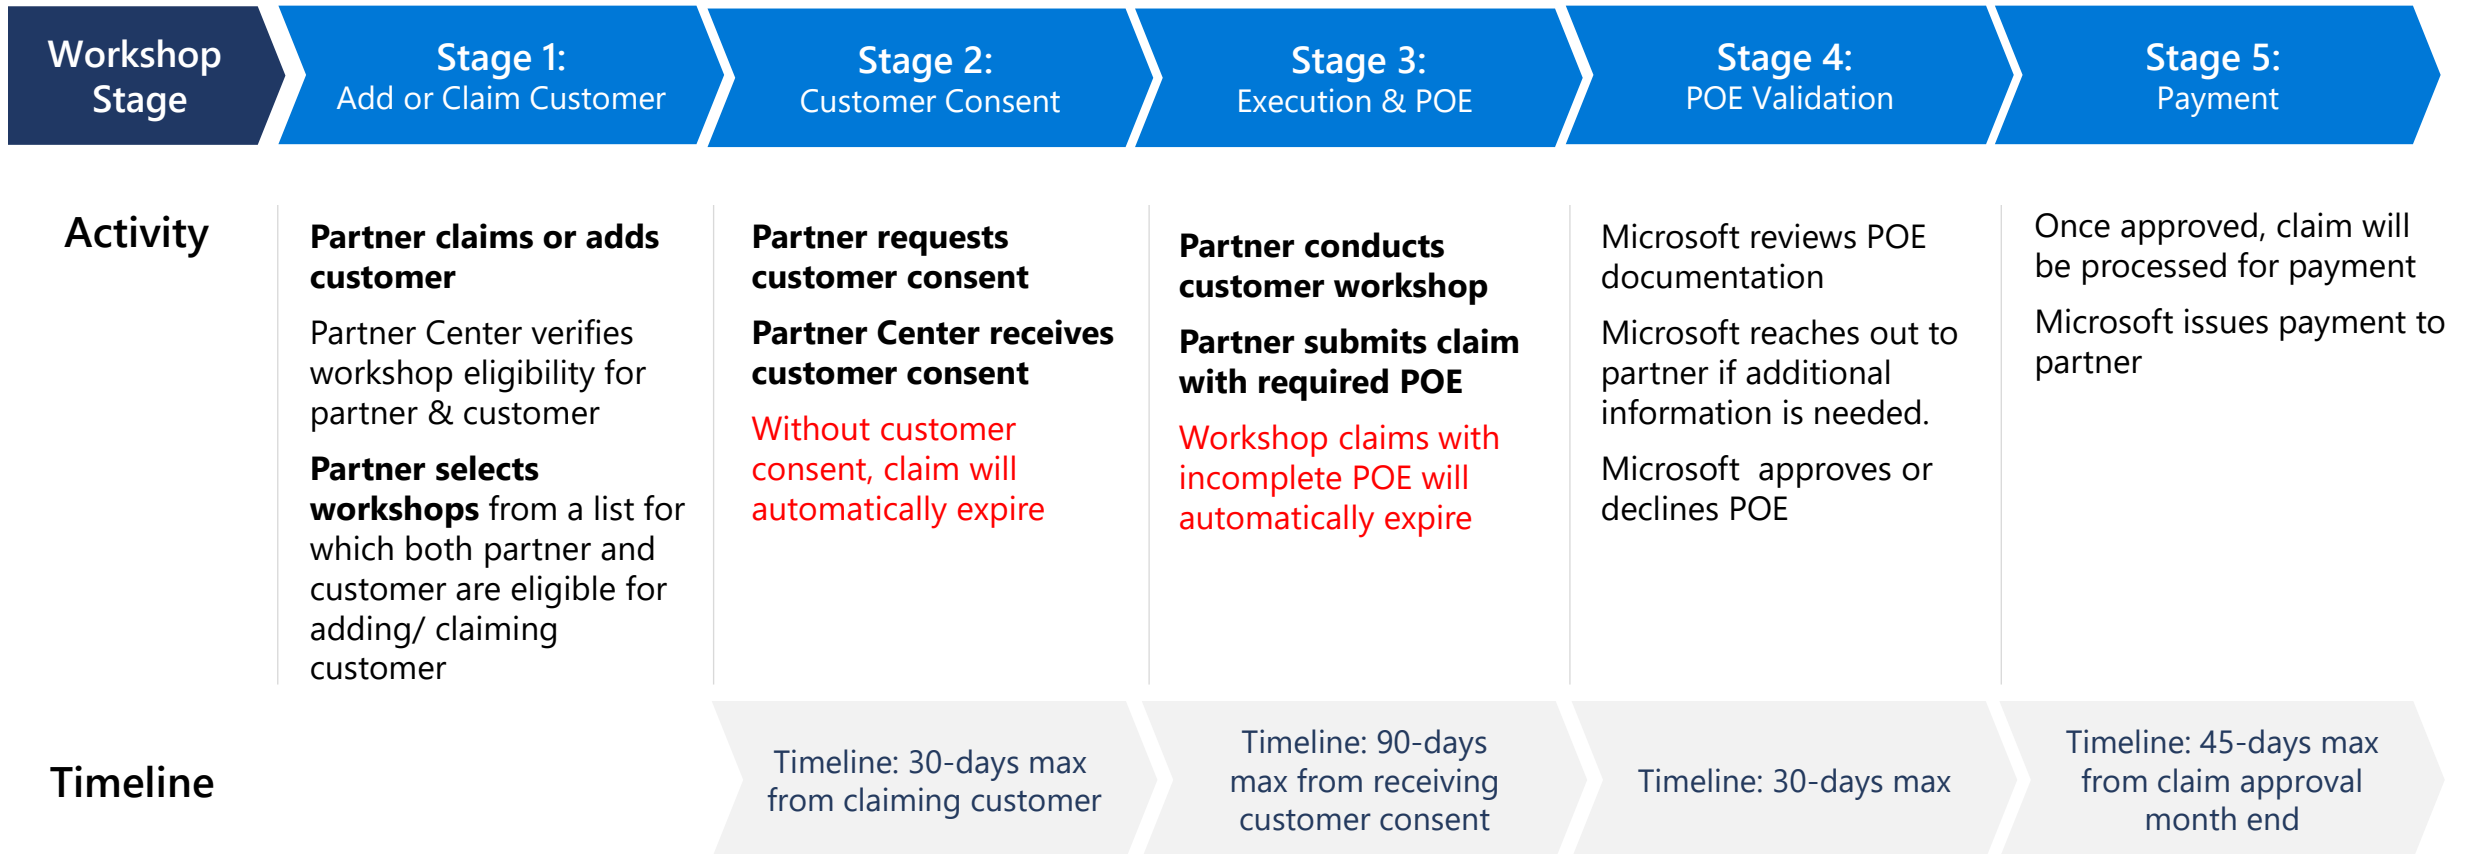 Workshop
Stage
Stage 1:
Add or Claim Customer
Stage 2:
Customer Consent
Stage 3:
Execution & POE
Stage 4:
POE Validation
Stage 5:
Payment
Activity
Partner claims or adds
customer
Partner Center verifies
workshop eligibility for
partner & customer
Partner selects
workshops from a list for
which both partner and
customer are eligible for
adding/ claiming
customer
Partner requests
customer consent
Partner Center receives
customer consent
Without customer
consent, claim will
automatically expire
Partner conducts
customer workshop
Partner submits claim
with required POE
Workshop claims with
incomplete POE will
automatically expire
Microsoft reviews POE
documentation
Microsoft reaches out to
partner if additional
information is needed.
Microsoft  approves or
declines POE
Once approved, claim will
be processed for payment
Microsoft issues payment to
partner
Timeline
Timeline: 30-days max
from claiming customer
Timeline: 90-days
max from receiving
customer consent
Timeline: 30-days max
Timeline: 45-days max
from claim approval
month end